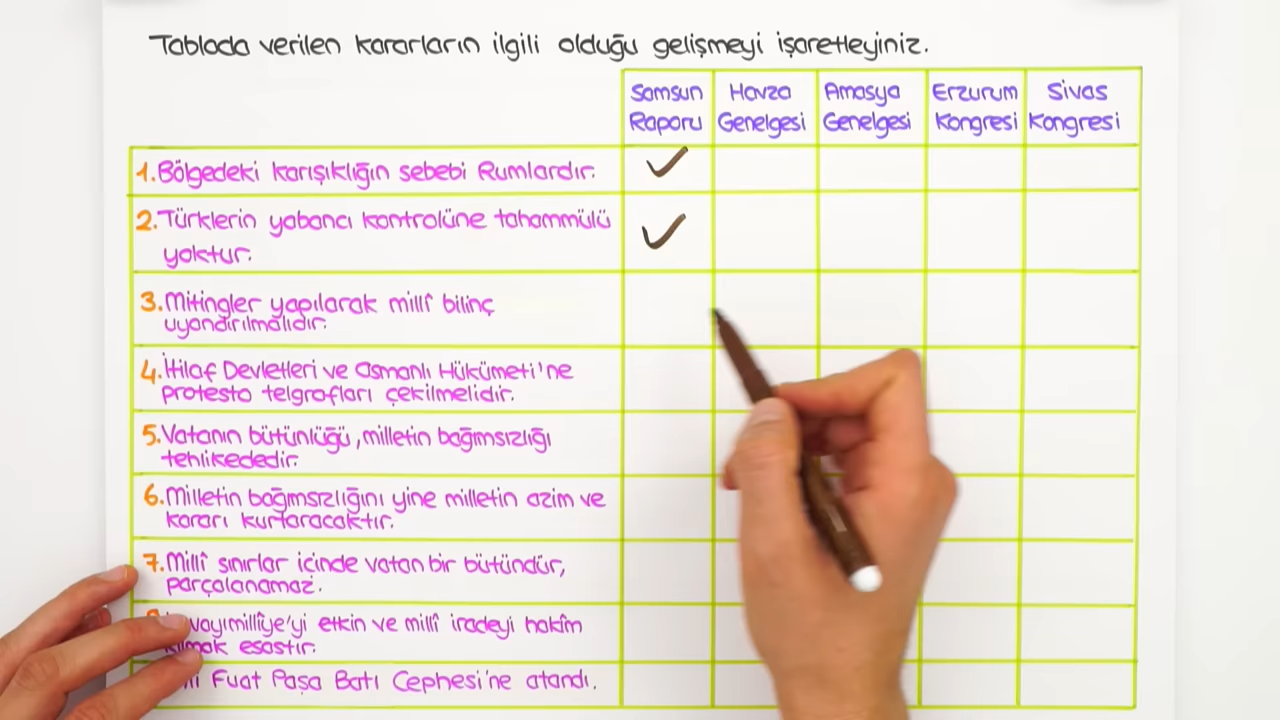 Tabloda verilen kararların ilgili olduğu gelişmeyi işaretleyiniz.
Samsun Raporu
Havza Genelgesi
Amasya Genelgesi
Erzurum Kongresi
Sivas Kongresi
1. Bölgedeki karışıklığın sebebi Rumlardır.
2. Türklerin yabancı kontrolüne tahammülü
yoktur.
3. Mitingler yapılarak millî bilinç
uyandırılmalıdır.
4. İtilaf Devletleri ve Osmanlı Hükümeti'ne
protesto telgrafları çekilmelidir.
5. Vatanın bütünlüğü, milletin bağımsızlığı
tehlikededir.
6. Milletin bağımsızlığını yine milletin azim ve
kararı kurtaracaktır.
7. Millî sınırlar içinde vatan bir bütündür,
parçalanamaz.
etkin ve millî iradeyi hakîm
esastır.
Fuat Paşa Batı Cephesi'ne atandı.